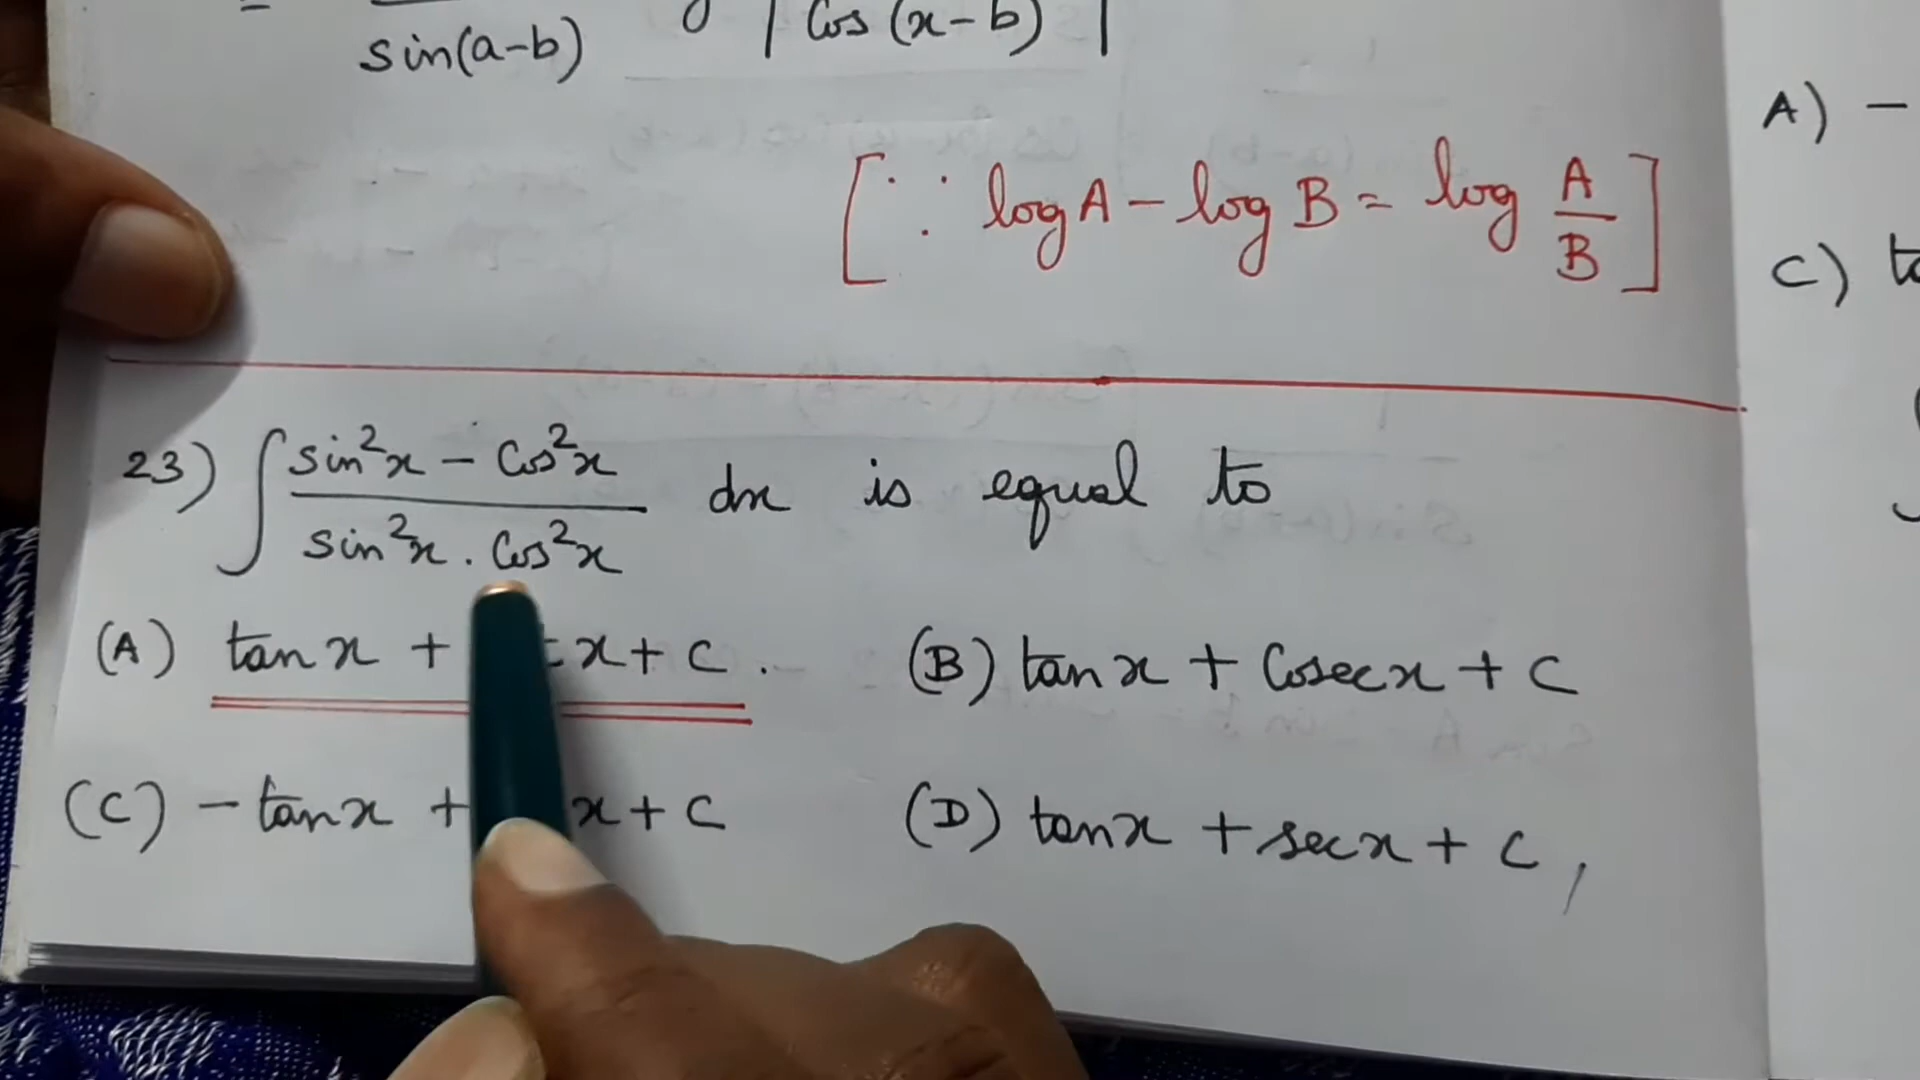 = sin(a-b) | cos(x-b) |
[∵ log A - log B = log A/B]
23) ∫ sin²x - cos²x / sin²x . cos²x dx is equal to
(A) tan x + x + c . (B) tan x + Cosec x + c
(C) - tan x + x + c (D) tan x + sec x + c,
A) -
C)